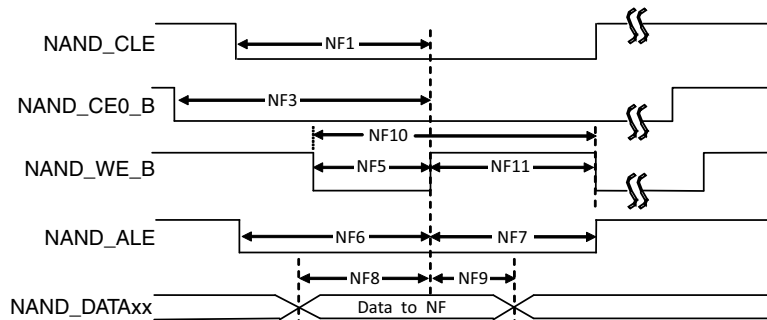 NAND_CLE
NF1
NAND_CE0_B
NF3
NF10
NAND_WE_B
NF5
NF11
NAND_ALE
NF6
NF7
NF8
NF9
NAND_DATAxx
Data to NF